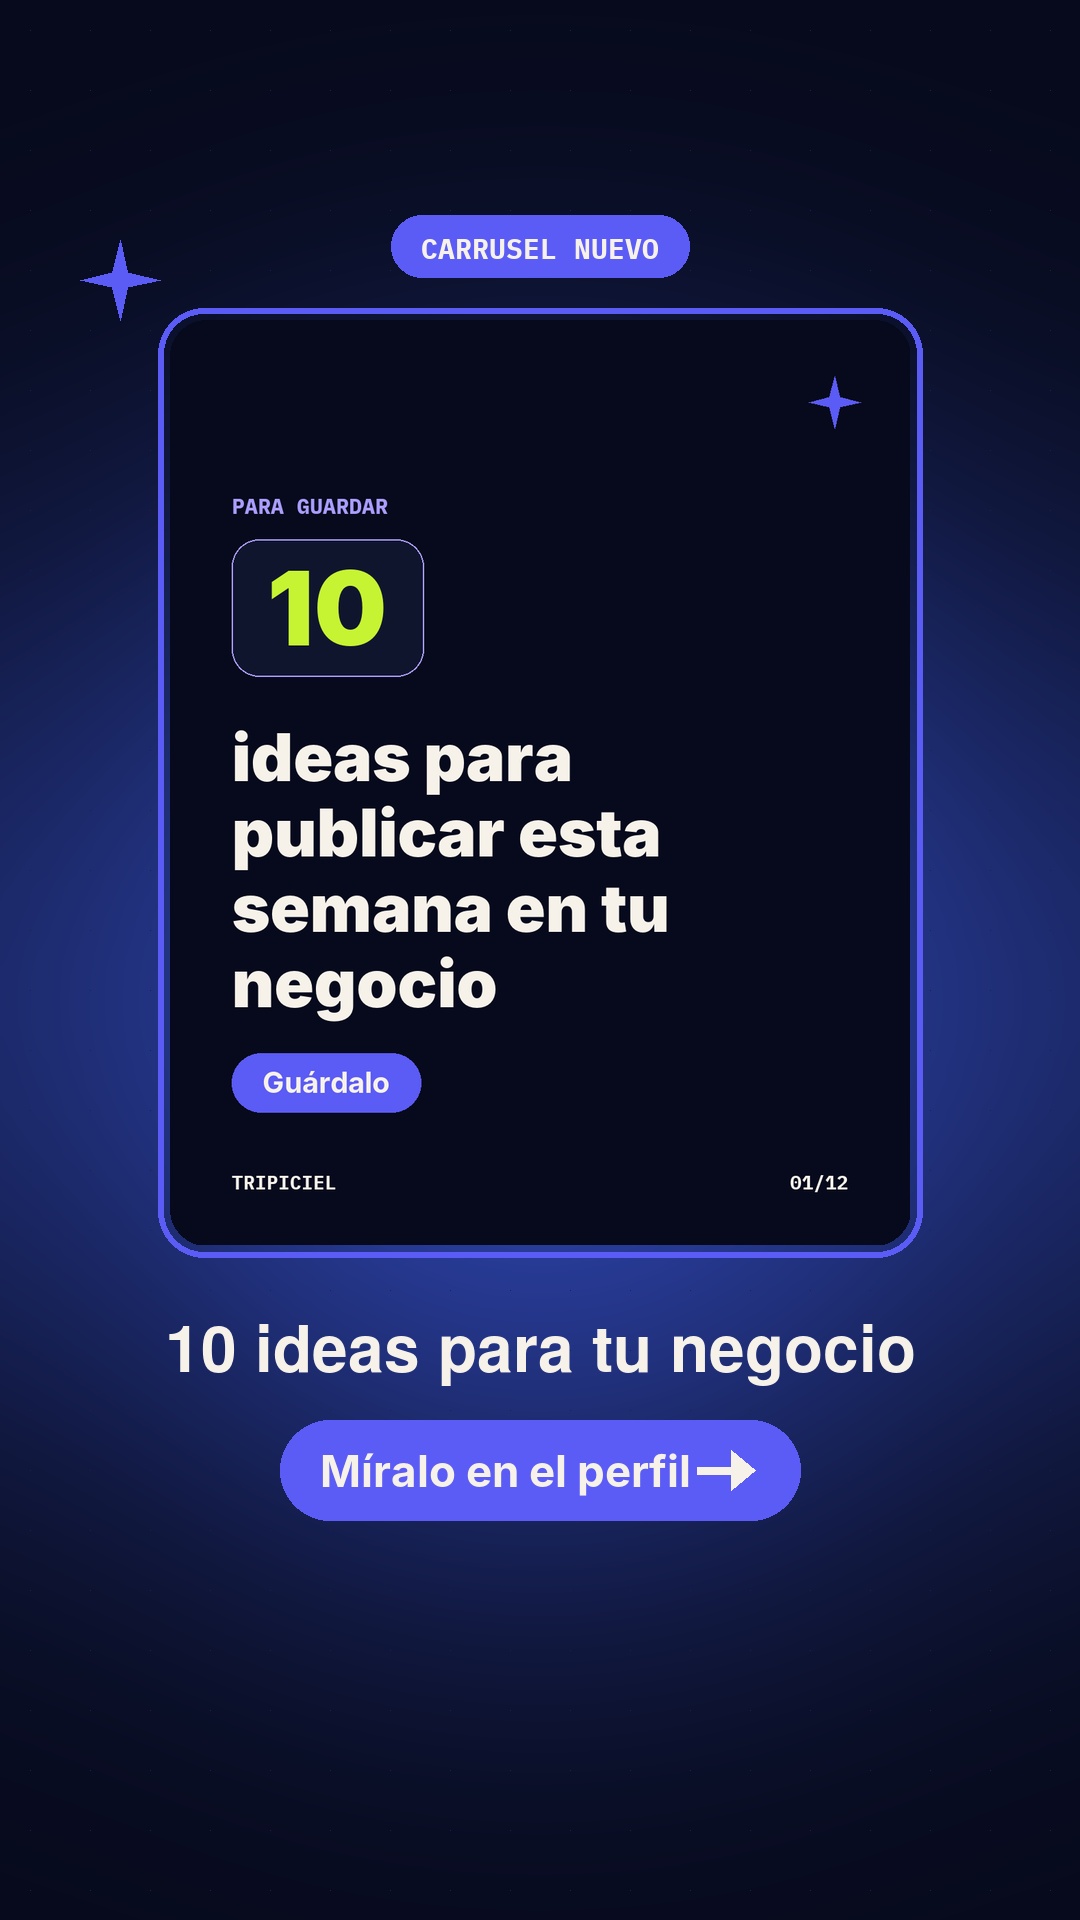 CARRUSEL NUEVO
PARA GUARDAR
10
ideas para
publicar esta
semana en tu
negocio
Guárdalo
TRIPICIEL
01/12
10 ideas para tu negocio
Míralo en el perfil